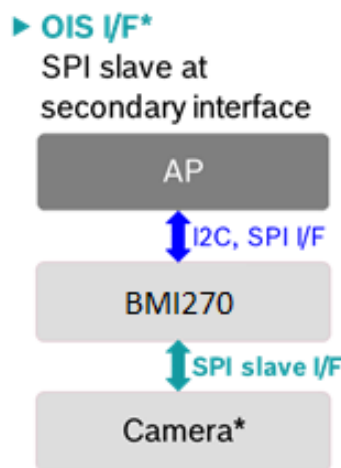 ► OIS I/F*
SPI slave at
secondary interface
AP
I2C, SPI I/F
BMI270
SPI slave I/F
Camera*